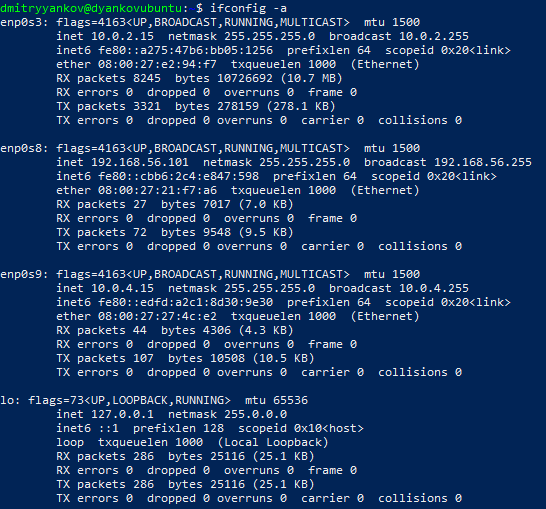 dmitryyankov@dyankovubuntu: $ ifconfig -a
enp0s3: flags=4163<UP,BROADCAST,RUNNING,MULTICAST>  mtu 1500
        inet 10.0.2.15  netmask 255.255.255.0  broadcast 10.0.2.255
        inet6 fe80::a275:47b6:bb05:1256  prefixlen 64  scopeid 0x20<link>
        ether 08:00:27:e2:94:f7  txqueuelen 1000  (Ethernet)
        RX packets 8245  bytes 10726692 (10.7 MB)
        RX errors 0  dropped 0  overruns 0  frame 0
        TX packets 3321  bytes 278159 (278.1 KB)
        TX errors 0  dropped 0 overruns 0  carrier 0  collisions 0

enp0s8: flags=4163<UP,BROADCAST,RUNNING,MULTICAST>  mtu 1500
        inet 192.168.56.101  netmask 255.255.255.0  broadcast 192.168.56.255
        inet6 fe80::cbb6:2c4:e847:598  prefixlen 64  scopeid 0x20<link>
        ether 08:00:27:21:f7:a6  txqueuelen 1000  (Ethernet)
        RX packets 27  bytes 7017 (7.0 KB)
        RX errors 0  dropped 0  overruns 0  frame 0
        TX packets 72  bytes 9548 (9.5 KB)
        TX errors 0  dropped 0 overruns 0  carrier 0  collisions 0

enp0s9: flags=4163<UP,BROADCAST,RUNNING,MULTICAST>  mtu 1500
        inet 10.0.4.15  netmask 255.255.255.0  broadcast 10.0.4.255
        inet6 fe80::edfd:a2c1:8d30:9e30  prefixlen 64  scopeid 0x20<link>
        ether 08:00:27:27:4c:e2  txqueuelen 1000  (Ethernet)
        RX packets 44  bytes 4306 (4.3 KB)
        RX errors 0  dropped 0  overruns 0  frame 0
        TX packets 107  bytes 10508 (10.5 KB)
        TX errors 0  dropped 0 overruns 0  carrier 0  collisions 0

lo: flags=73<UP,LOOPBACK,RUNNING>  mtu 65536
        inet 127.0.0.1  netmask 255.0.0.0
        inet6 ::1  prefixlen 128  scopeid 0x10<host>
        loop  txqueuelen 1000  (Local Loopback)
        RX packets 286  bytes 25116 (25.1 KB)
        RX errors 0  dropped 0  overruns 0  frame 0
        TX packets 286  bytes 25116 (25.1 KB)
        TX errors 0  dropped 0 overruns 0  carrier 0  collisions 0